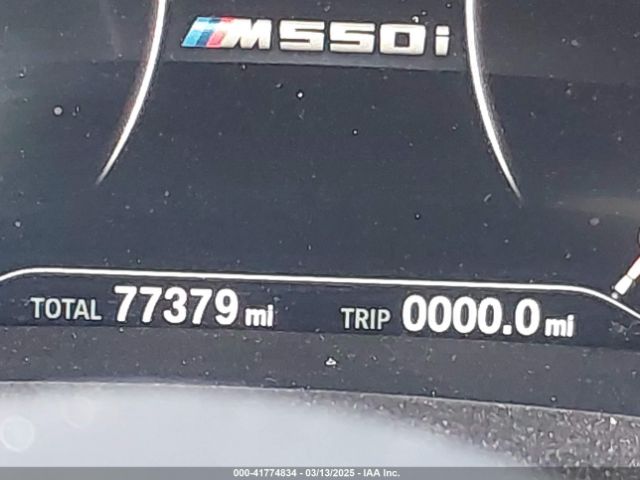 M550i
TOTAL 77379 mi TRIP 0000.0 mi
000-41774834 - 03/13/2025 - IAA Inc.